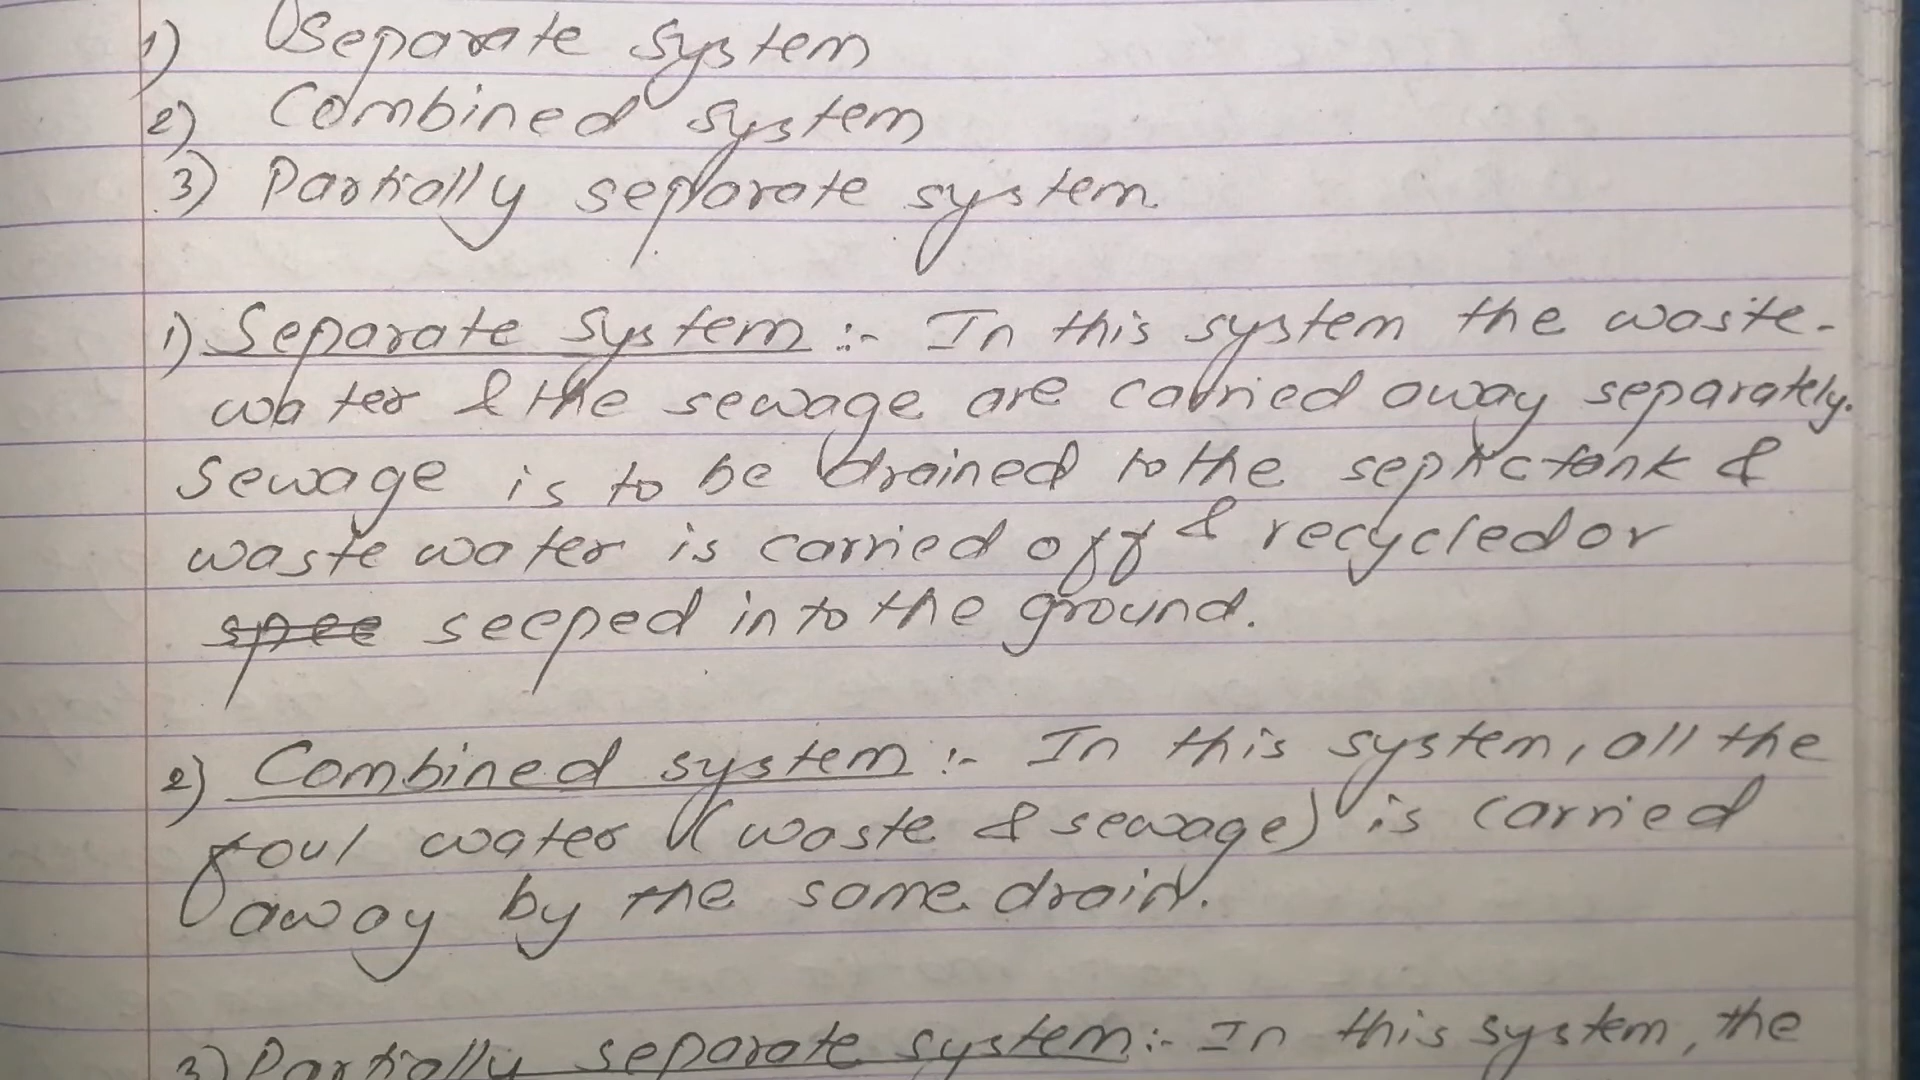 1) Separate system
2) Combined system
3) Partially separate system
1) Separate system :- In this system the waste-
water & the sewage are carried away separately.
sewage is to be drained to the septic tank &
waste water is carried off & recycled or
spee seeped into the ground.
2) Combined system :- In this system, all the
foul water (waste & sewage) is carried
away by the same drain.
3) Partially separate system :- In this system, the